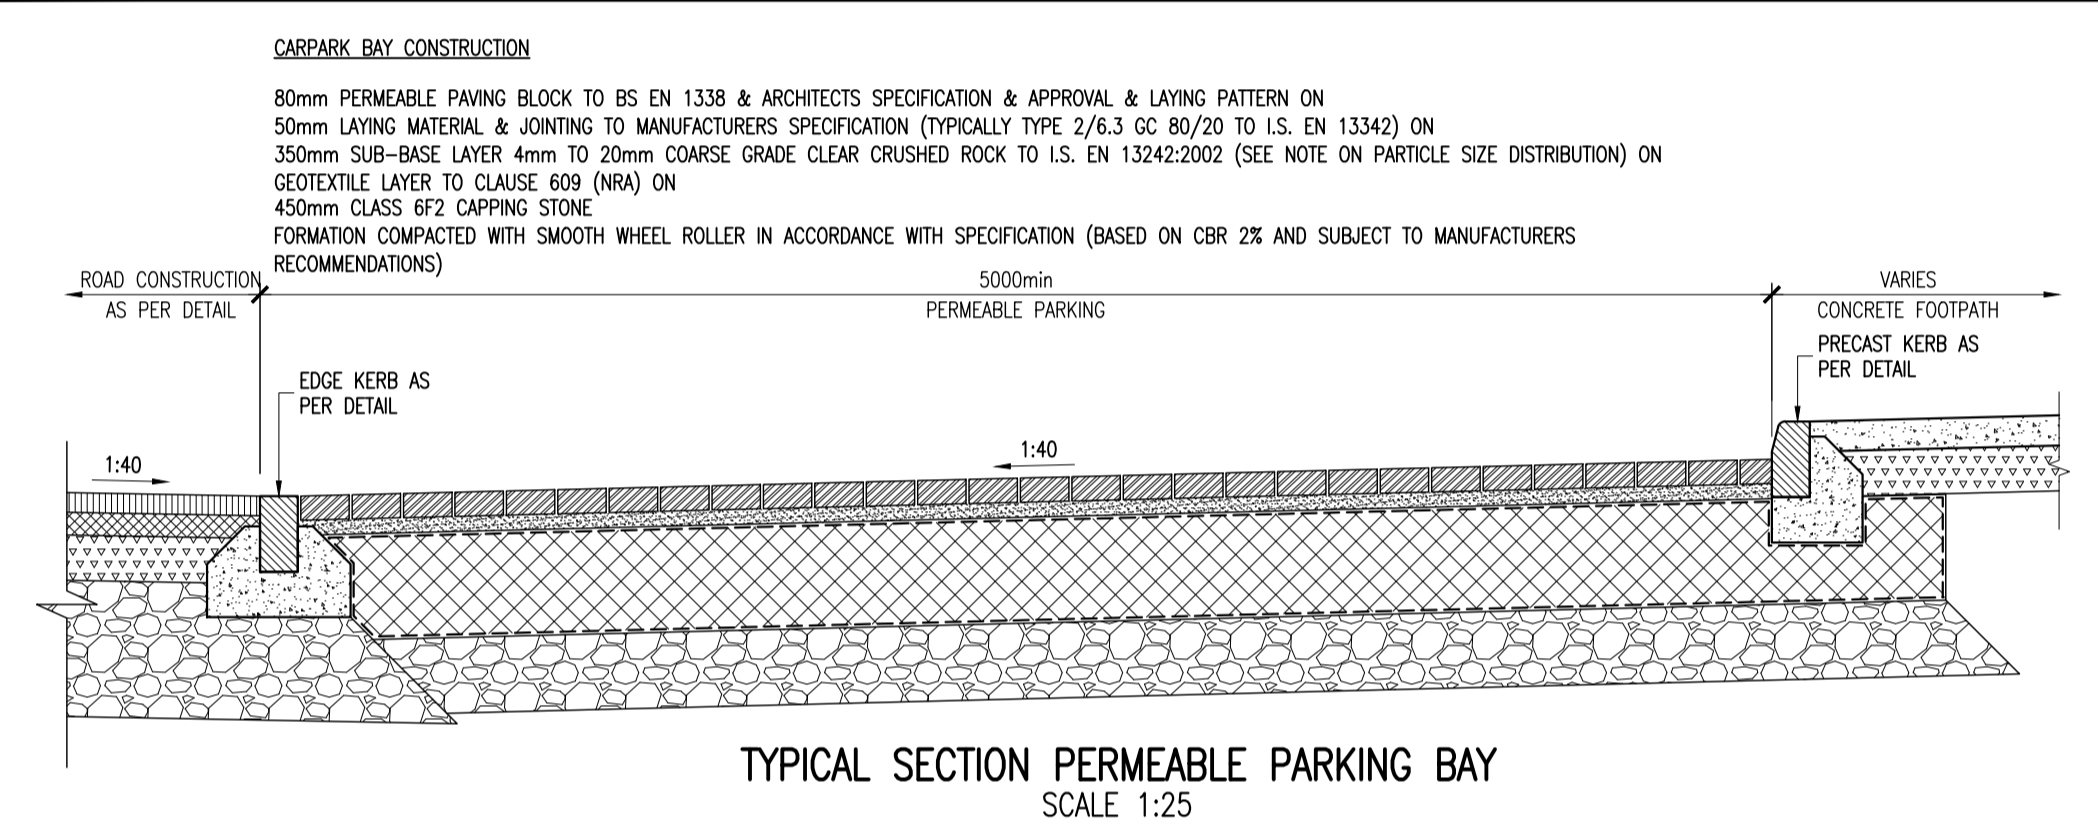 CARPARK BAY CONSTRUCTION
80mm PERMEABLE PAVING BLOCK TO BS EN 1338 & ARCHITECTS SPECIFICATION & APPROVAL & LAYING PATTERN ON
50mm LAYING MATERIAL & JOINTING TO MANUFACTURERS SPECIFICATION (TYPICALLY TYPE 2/6.3 GC 80/20 TO I.S. EN 13342) ON
350mm SUB-BASE LAYER 4mm TO 20mm COARSE GRADE CLEAR CRUSHED ROCK TO I.S. EN 13242:2002 (SEE NOTE ON PARTICLE SIZE DISTRIBUTION) ON
GEOTEXTILE LAYER TO CLAUSE 609 (NRA) ON
450mm CLASS 6F2 CAPPING STONE
FORMATION COMPACTED WITH SMOOTH WHEEL ROLLER IN ACCORDANCE WITH SPECIFICATION (BASED ON CBR 2% AND SUBJECT TO MANUFACTURERS
RECOMMENDATIONS)
ROAD CONSTRUCTION
AS PER DETAIL
5000min
PERMEABLE PARKING
VARIES
CONCRETE FOOTPATH
PRECAST KERB AS
PER DETAIL
EDGE KERB AS
PER DETAIL
1:40
1:40
TYPICAL SECTION PERMEABLE PARKING BAY
SCALE 1:25